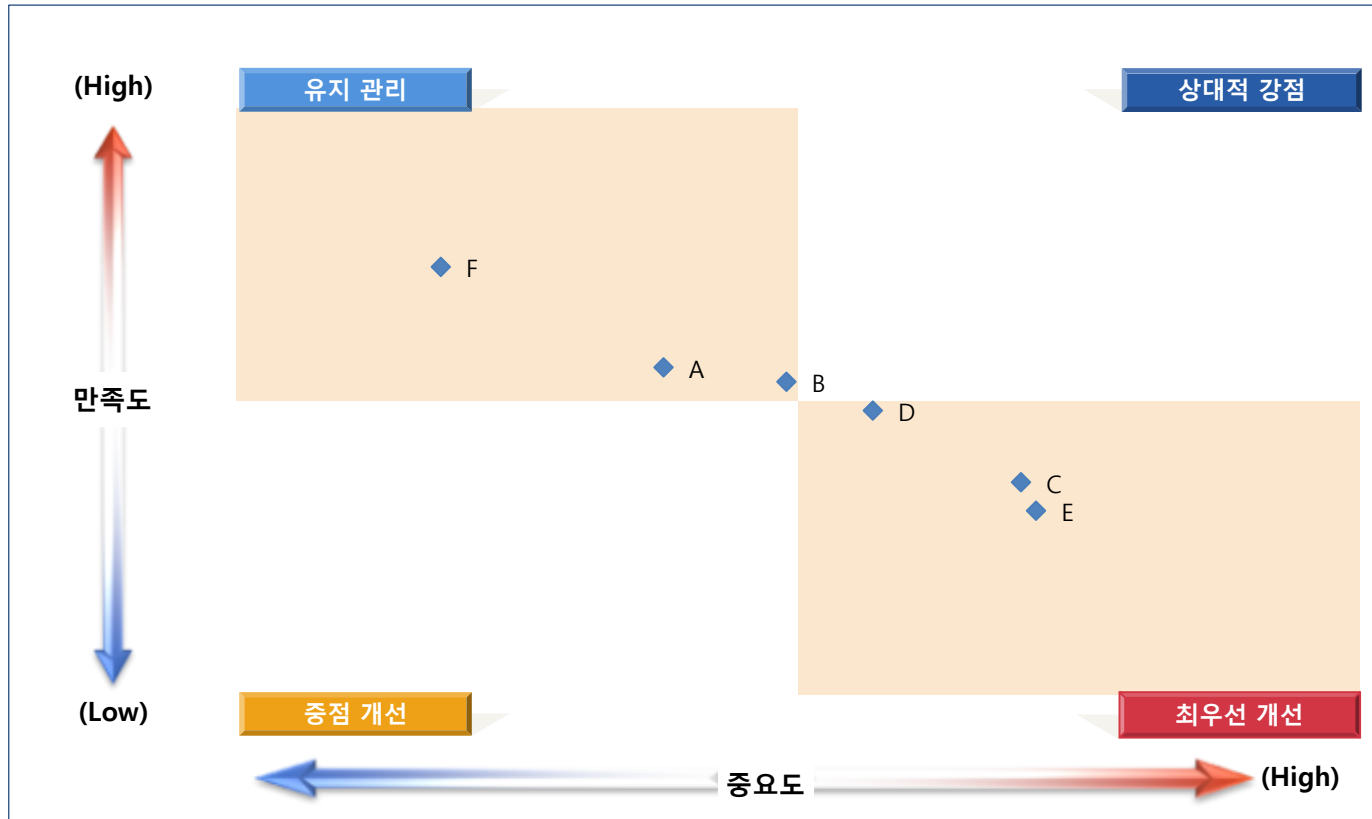 (High)
유지 관리
상대적 강점
F
A
B
만족도
D
C
E
(Low)
중점 개선
최우선 개선
중요도
(High)